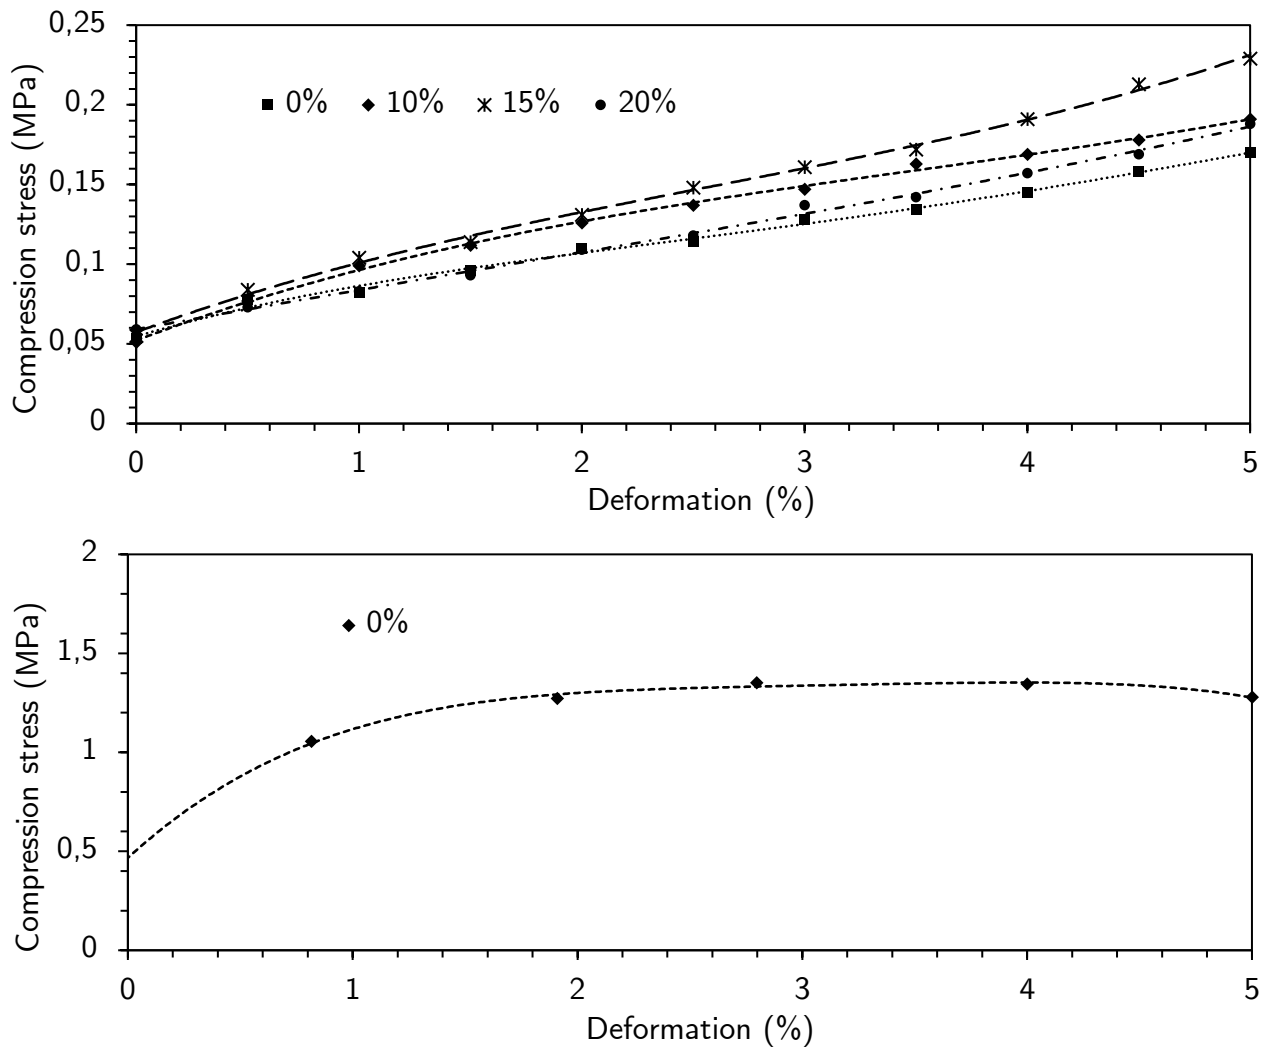 Compression stress (MPa)
0,25
0,2
0,15
0,1
0,05
0
0% 10% 15% 20%
0 1 2 3 4 5
Deformation (%)
Compression stress (MPa)
2
1,5
1
0,5
0
0%
0 1 2 3 4 5
Deformation (%)